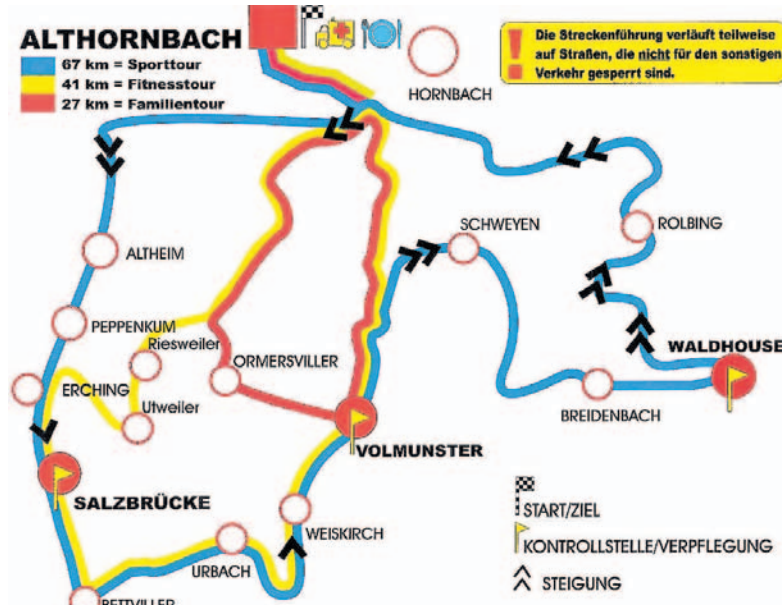 ALTHORNBACH
67 km = Sporttour
41 km = Fitnesstour
27 km = Familientour
HORNBACH
! Die Streckenführung verläuft teilweise
auf Straßen, die nicht für den sonstigen
Verkehr gesperrt sind.
ALTHEIM
SCHWEYEN
ROLBING
PEPPENKUM
Riesweiler
ORMERSVILLER
WALDHOUSE
ERCHING
Utweiler
BREIDENBACH
VOLMUNSTER
SALZBRÜCKE
WEISKIRCH
URBACH
BETTVILLER
START/ZIEL
KONTROLLSTELLE/VERPFLEGUNG
STEIGUNG